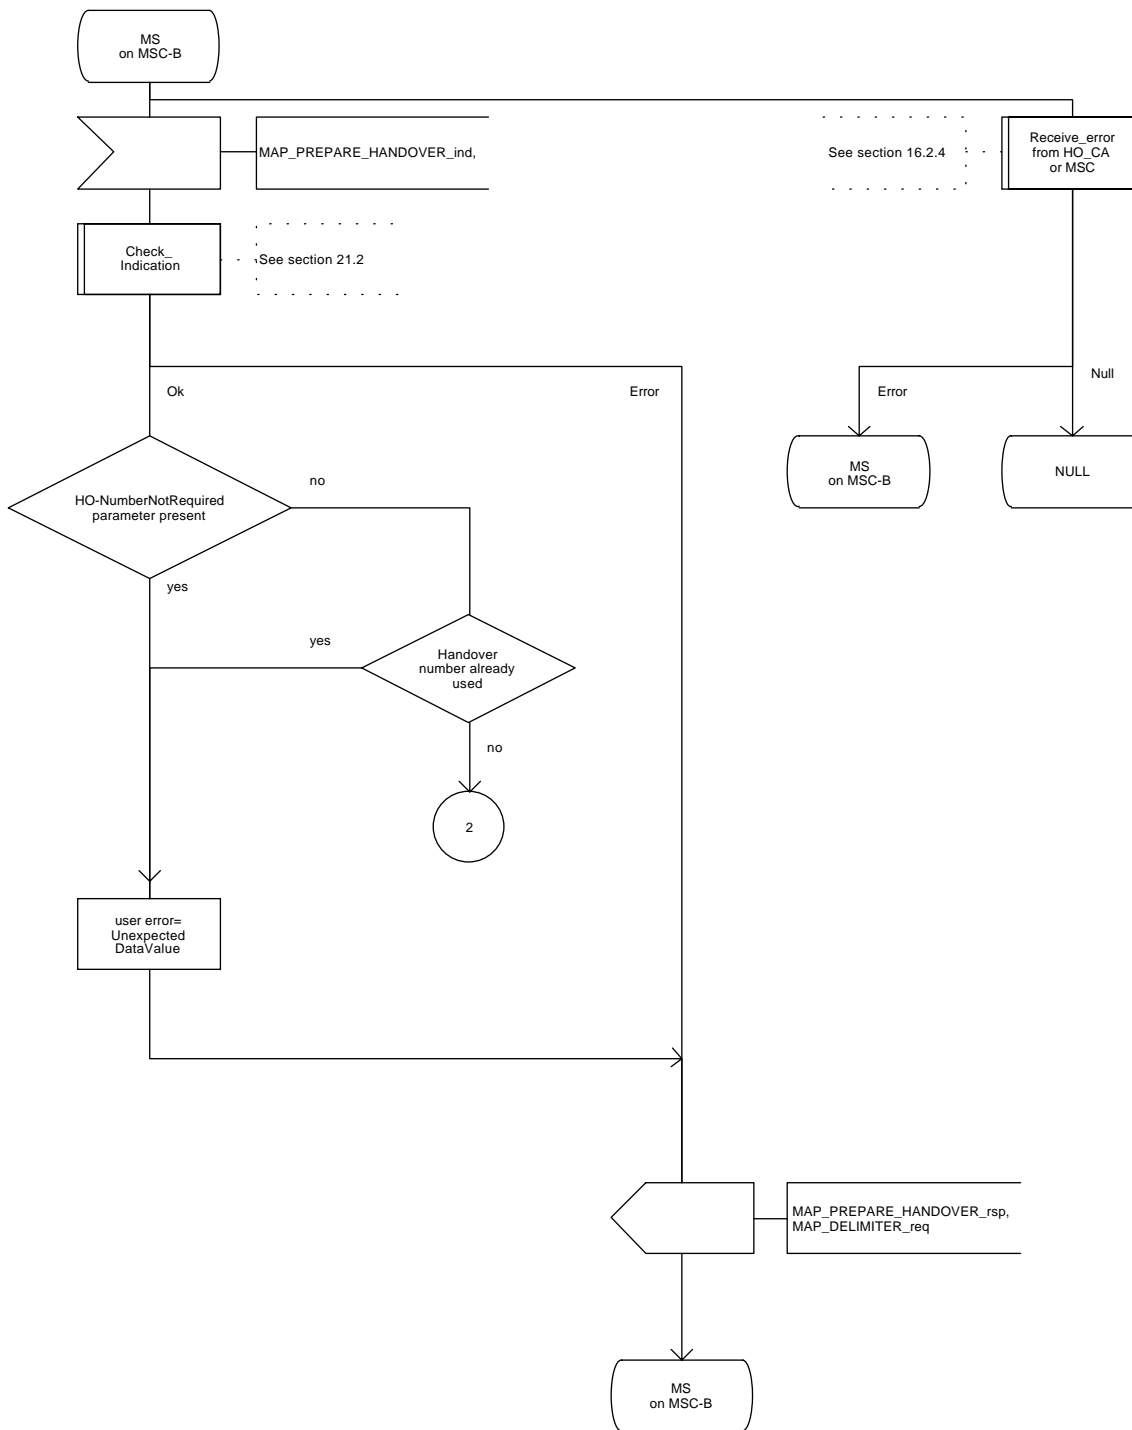 MS
on MSC-B
MAP_PREPARE_HANDOVER_ind,
See section 16.2.4
Receive_error
from HO_CA
or MSC
Check_
Indication
See section 21.2
Ok
Error
Error
Null
MS
on MSC-B
NULL
HO-NumberNotRequired
parameter present
no
yes
yes
Handover
number already
used
no
2
user error=
Unexpected
DataValue
MAP_PREPARE_HANDOVER_rsp,
MAP_DELIMITER_req
MS
on MSC-B